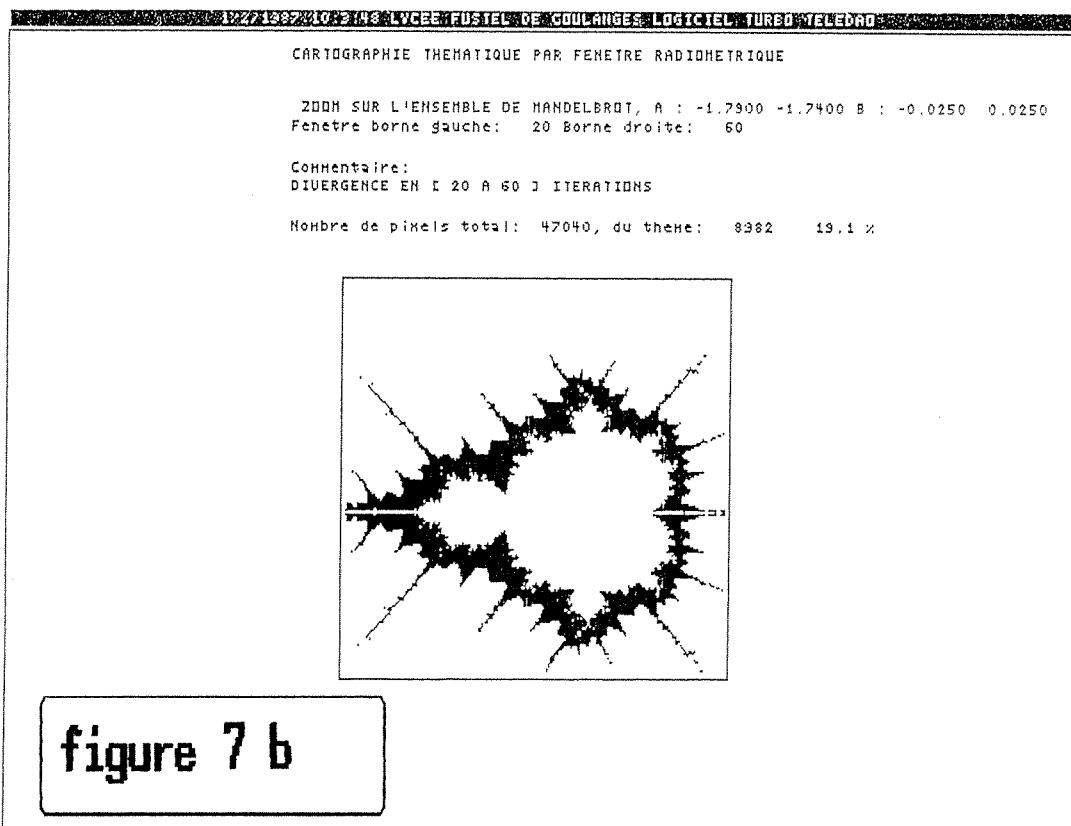 1/2/1987 10:3:48 LYCEE FUSTEL DE COULANGES LOGICIEL TURBO TELEDAO
CARTOGRAPHIE THEMATIQUE PAR FENETRE RADIOMETRIQUE
ZOOM SUR L'ENSEMBLE DE MANDELBROT, A : -1.7900 -1.7400 B : -0.0250 0.0250
Fenetre borne gauche: 20 Borne droite: 60
Commentaire:
DIVERGENCE EN [ 20 A 60 ] ITERATIONS
Nombre de pixels total: 47040, du theme: 8982 19.1 %
figure 7 b